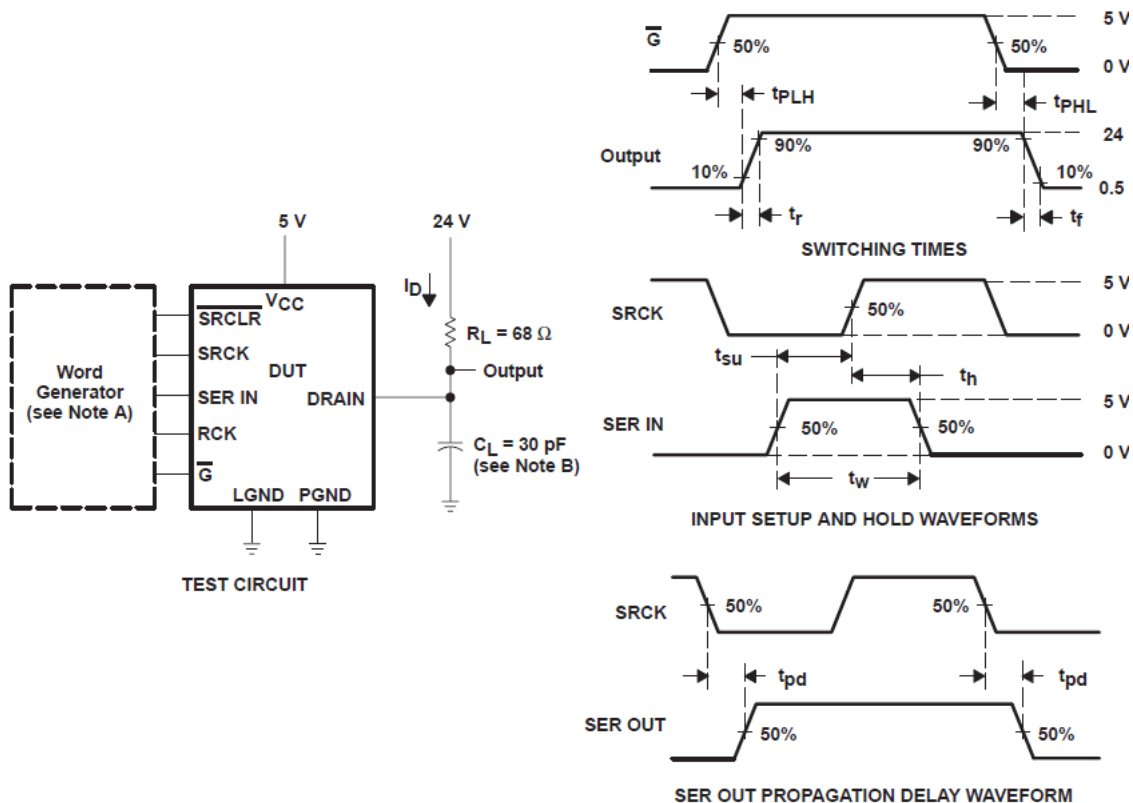 5 V
24 V
I_D
V_CC
S̅R̅C̅L̅R̅
SRCK
SER IN
RCK
G̅
DUT
DRAIN
LGND
PGND
Word
Generator
(see Note A)
R_L = 68 Ω
Output
C_L = 30 pF
(see Note B)
TEST CIRCUIT
G̅
50%
50%
5 V
0 V
t_PLH
t_PHL
Output
10%
90%
90%
10%
24
0.5
t_r
t_f
SWITCHING TIMES
SRCK
50%
5 V
0 V
t_su
t_h
SER IN
50%
50%
5 V
0 V
t_w
INPUT SETUP AND HOLD WAVEFORMS
SRCK
50%
50%
t_pd
t_pd
SER OUT
50%
50%
SER OUT PROPAGATION DELAY WAVEFORM